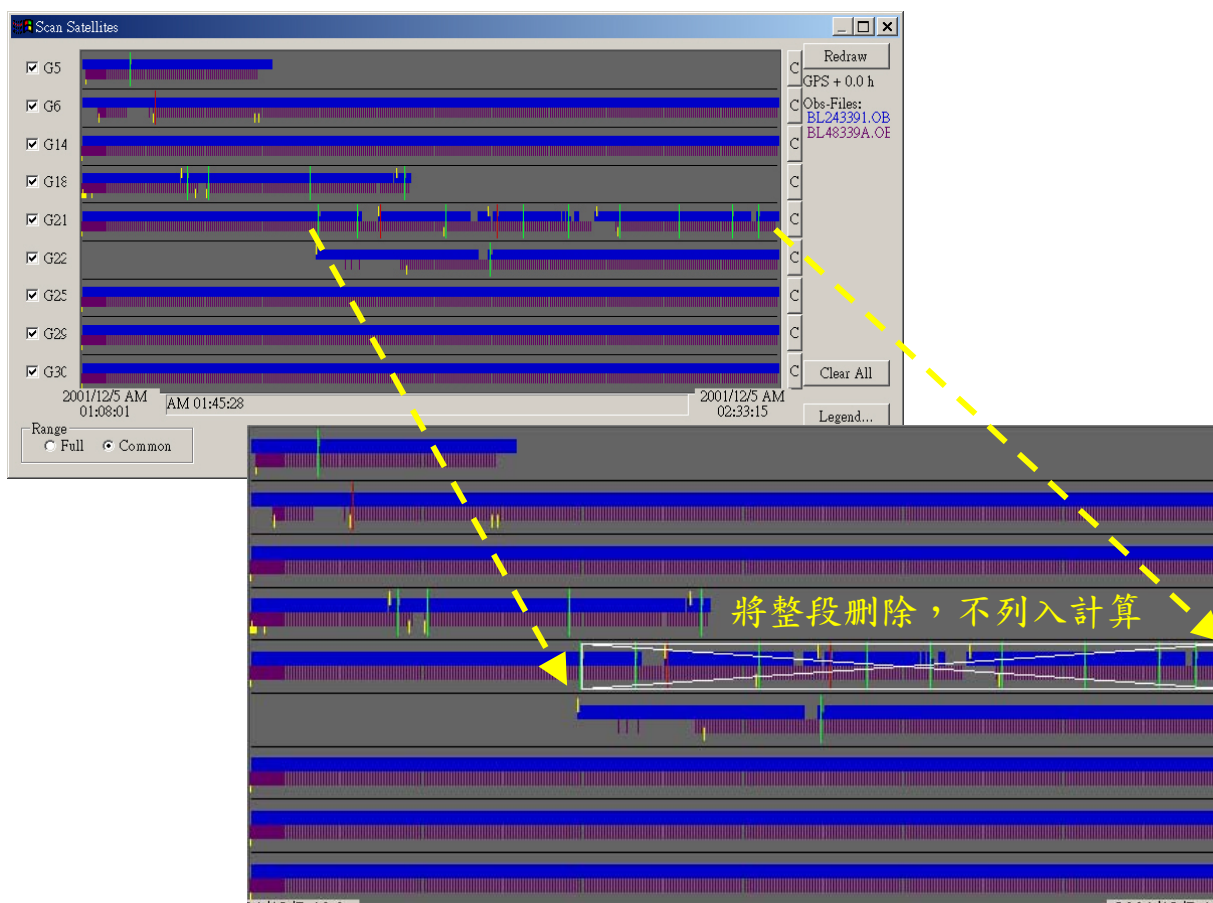 Scan Satellites
G5
G6
G14
G18
G21
G22
G25
G29
G30
C
C
C
C
C
C
C
C
C
Redraw
GPS + 0.0 h
Obs-Files:
BL243391.OB
BL48339A.OE
Clear All
Legend...
2001/12/5 AM
01:08:01
AM 01:45:28
2001/12/5 AM
02:33:15
Range
Full
Common
將整段刪除，不列入計算